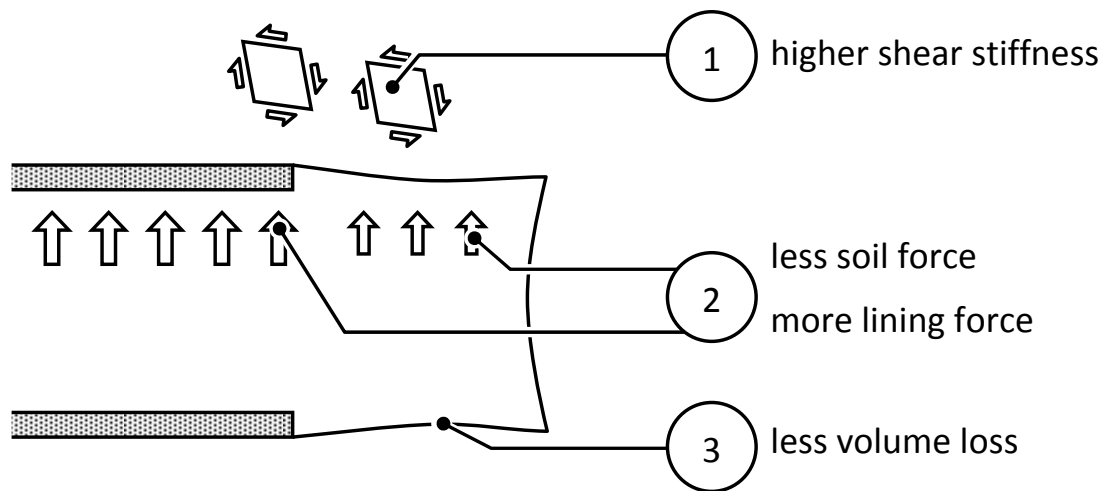 1 higher shear stiffness
less soil force
2
more lining force
3 less volume loss